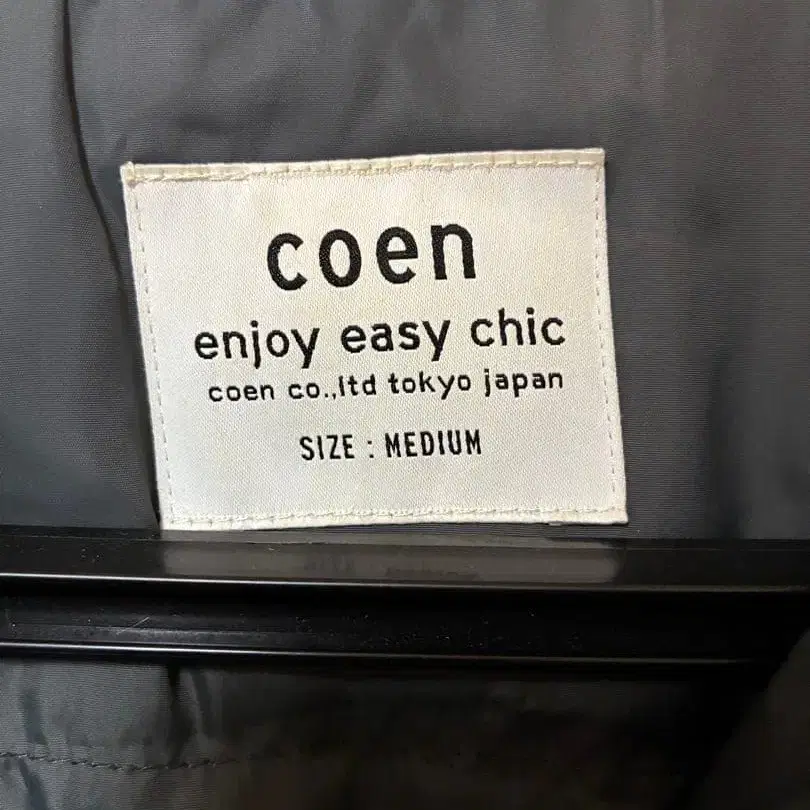 coen
enjoy easy chic
coen co.,ltd tokyo japan
SIZE : MEDIUM